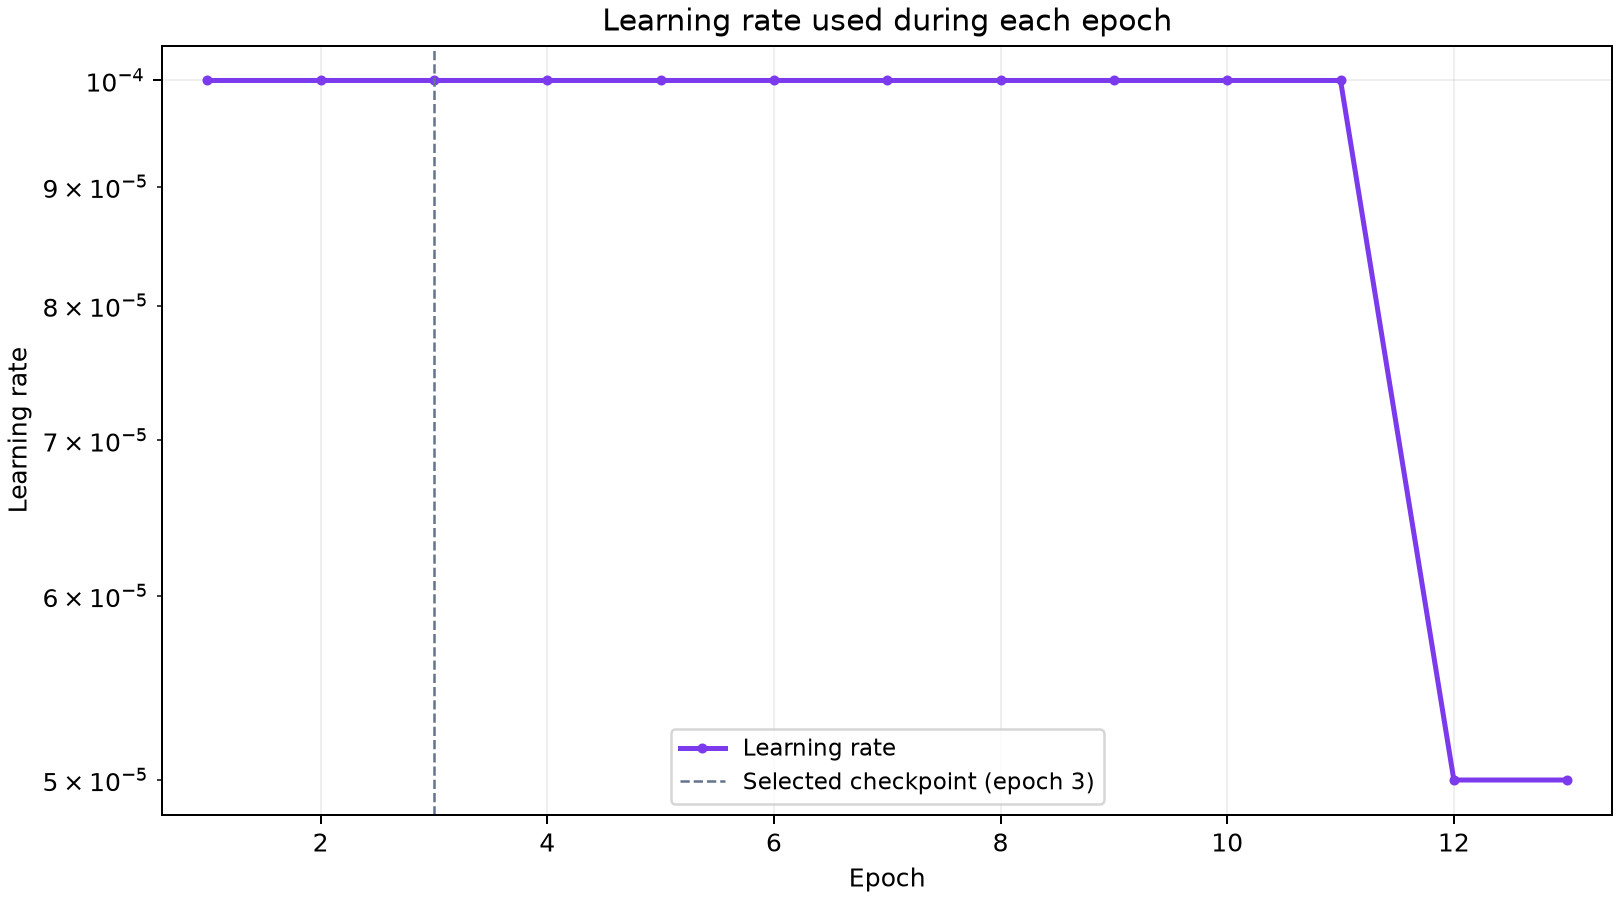 Learning rate used during each epoch
Learning rate
10⁻⁴
9 × 10⁻⁵
8 × 10⁻⁵
7 × 10⁻⁵
6 × 10⁻⁵
5 × 10⁻⁵
Learning rate
Selected checkpoint (epoch 3)
2 4 6 8 10 12
Epoch